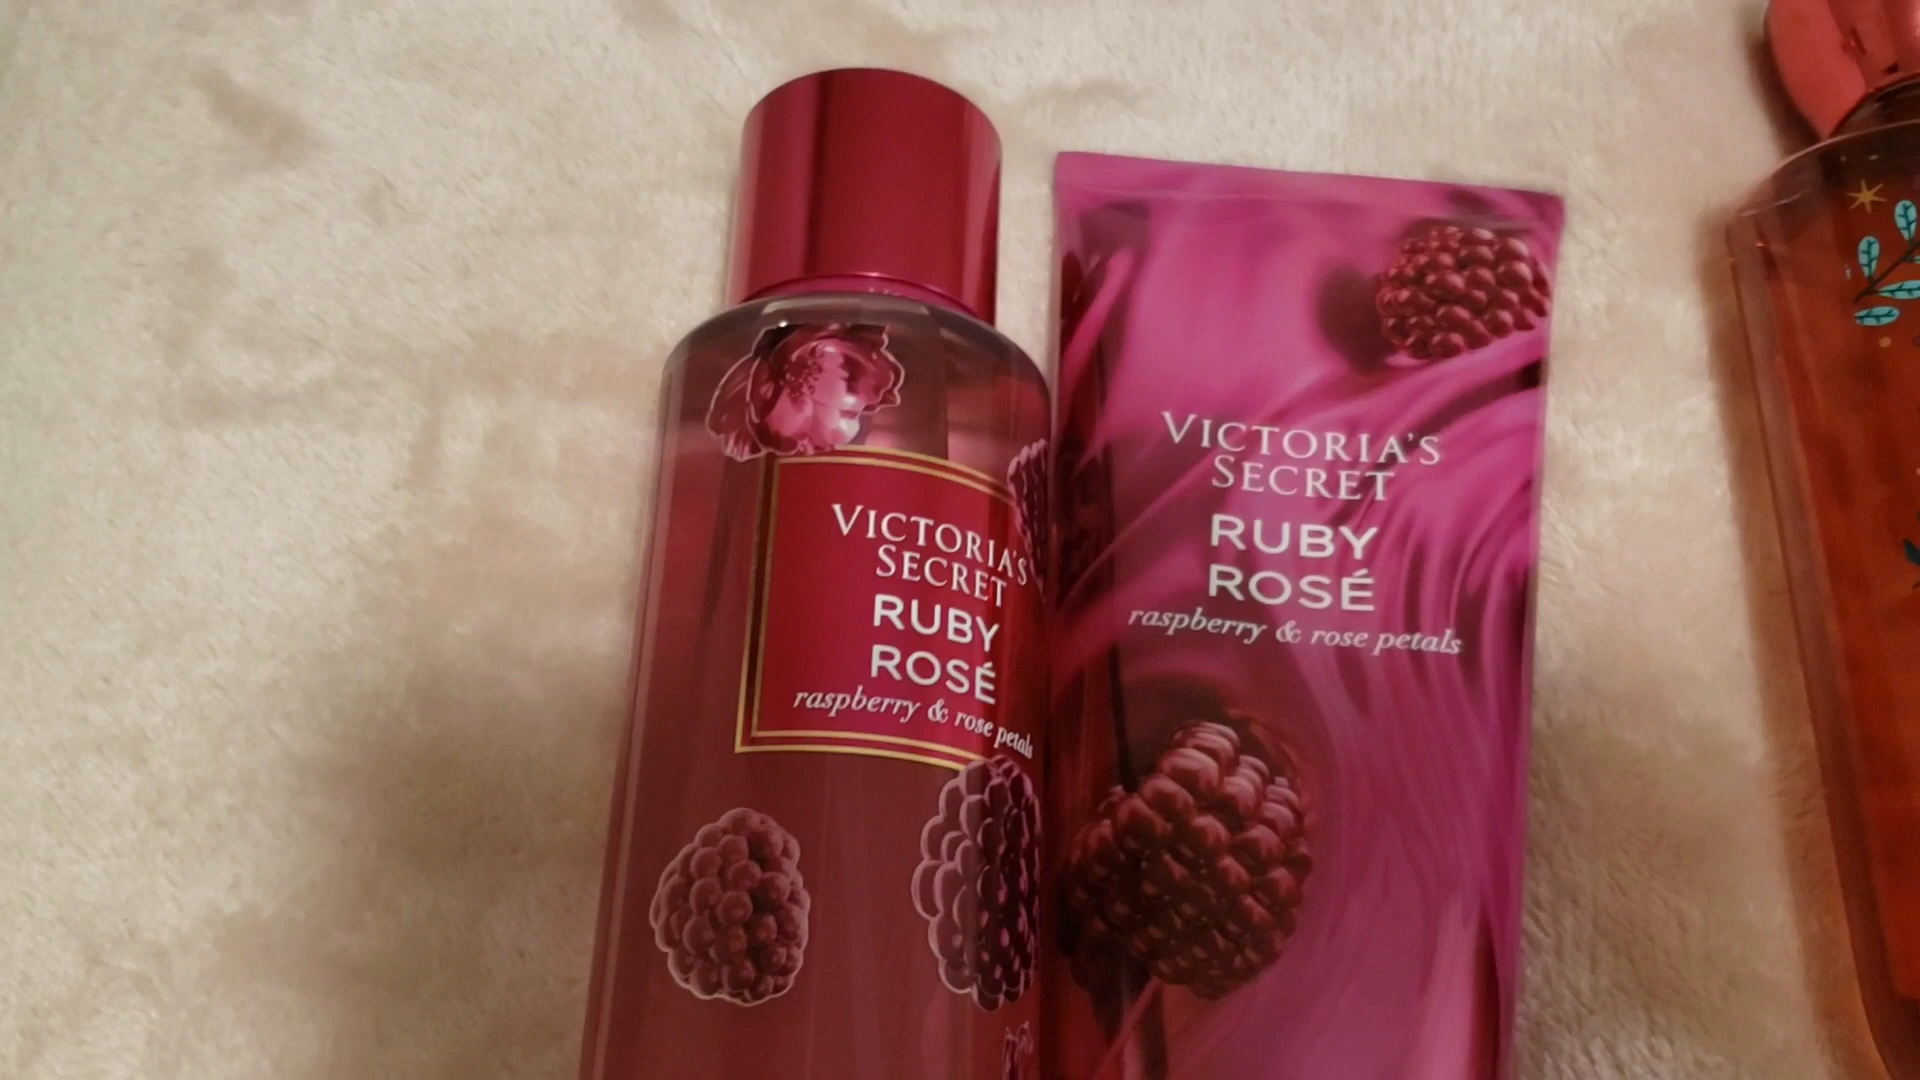 VICTORIA'S
SECRET
RUBY
ROSÉ
raspberry & rose petals
VICTORIA'S
SECRET
RUBY
ROSÉ
raspberry & rose petals